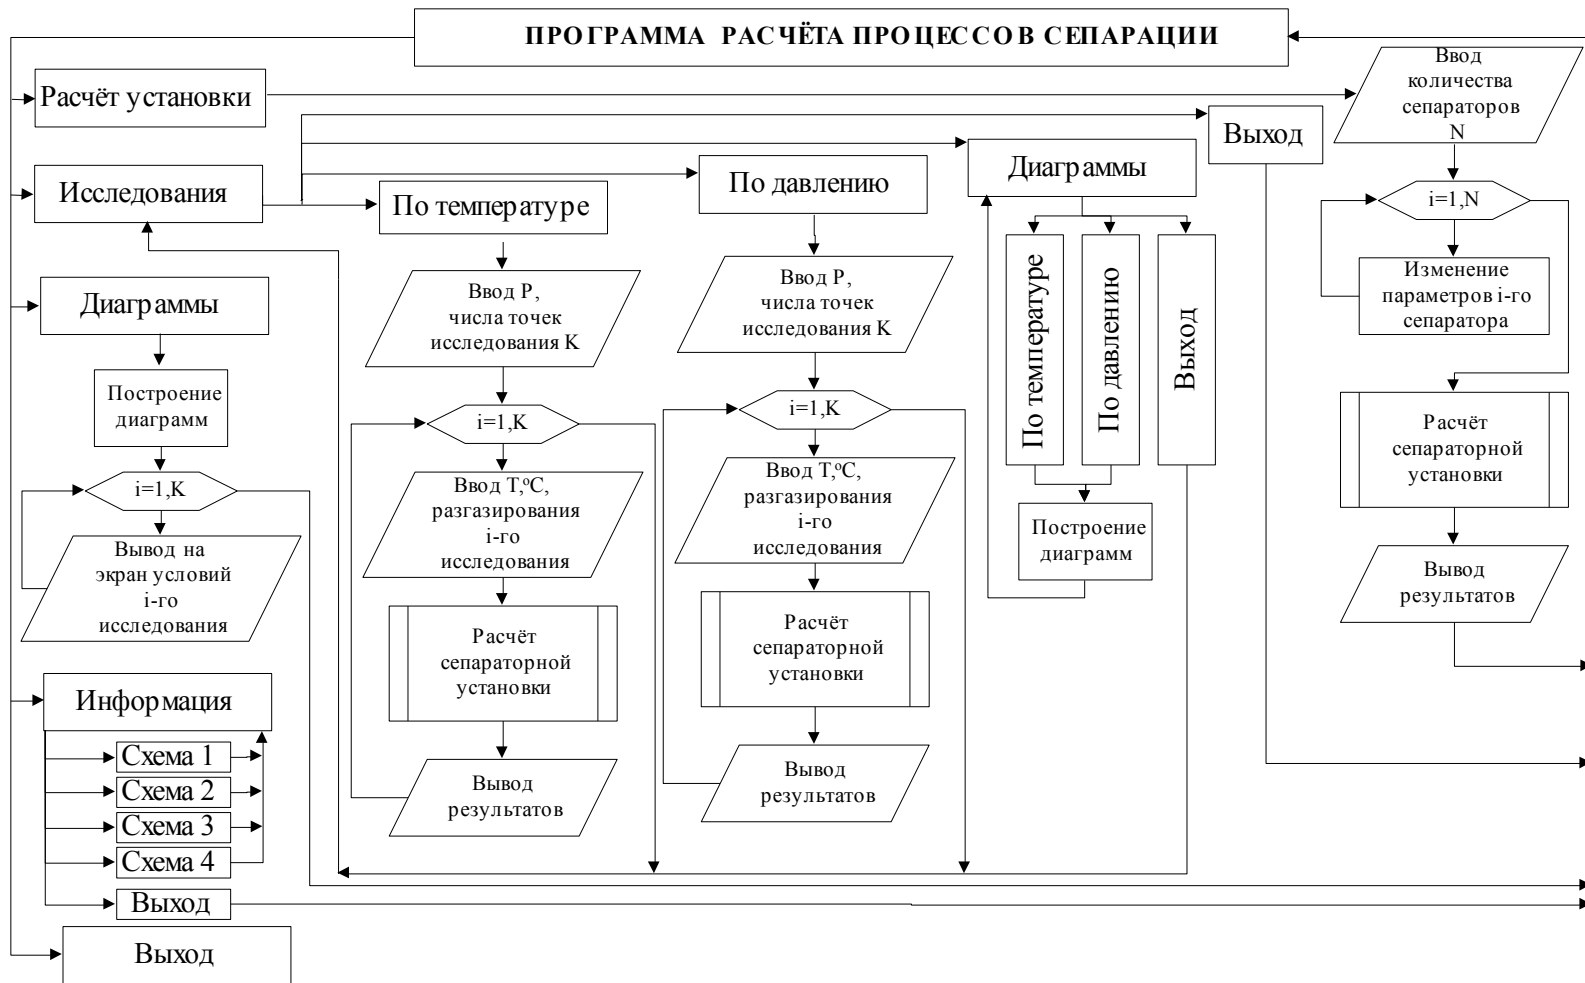 ПРОГРАММА РАСЧЁТА ПРОЦЕССОВ СЕПАРАЦИИ
Расчёт установки
Исследования
По температуре
Ввод P,
числа точек
исследования K
i=1,K
Ввод T,°C,
разгазирования
i-го
исследования
Расчёт
сепараторной
установки
Вывод
результатов
По давлению
Ввод P,
числа точек
исследования K
i=1,K
Ввод T,°C,
разгазирования
i-го
исследования
Расчёт
сепараторной
установки
Вывод
результатов
Диаграммы
По температуре
По давлению
Выход
Построение
диаграмм
Выход
Ввод
количества
сепараторов
N
i=1,N
Изменение
параметров i-го
сепаратора
Расчёт
сепараторной
установки
Вывод
результатов
Диаграммы
Построение
диаграмм
i=1,K
Вывод на
экран условий
i-го
исследования
Информация
Схема 1
Схема 2
Схема 3
Схема 4
Выход
Выход